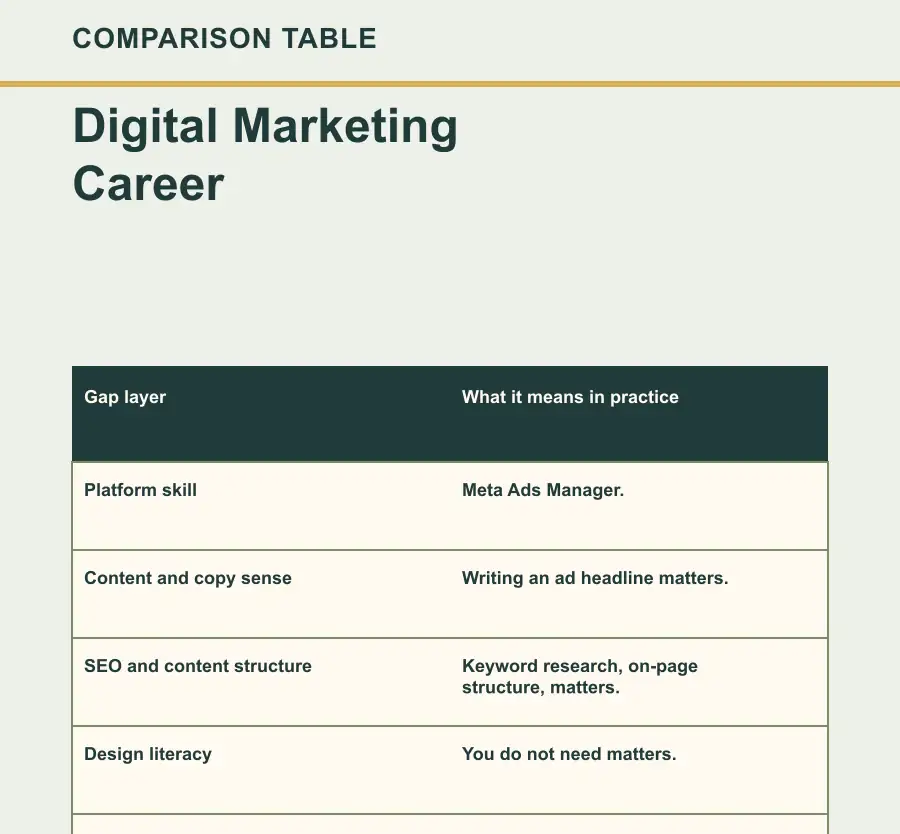 COMPARISON TABLE
Digital Marketing
Career
Gap layer
What it means in practice
Platform skill
Meta Ads Manager.
Content and copy sense
Writing an ad headline matters.
SEO and content structure
Keyword research, on-page
structure, matters.
Design literacy
You do not need matters.